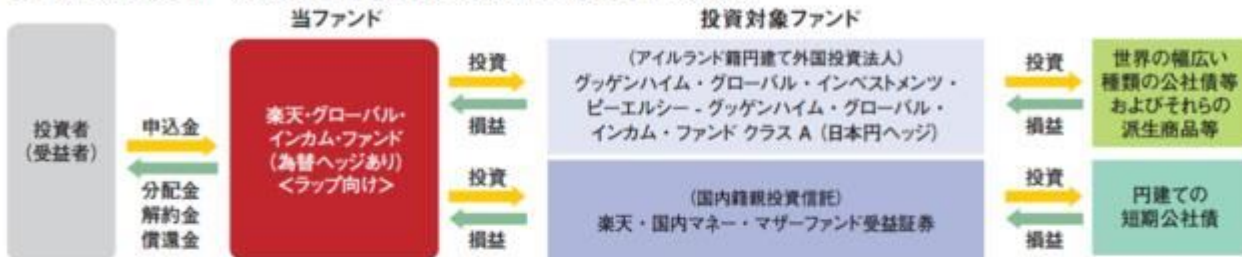 当ファンド
投資対象ファンド
投資者
(受益者)
申込金
分配金
解約金
償還金
楽天・グローバル・
インカム・ファンド
(為替ヘッジあり)
<ラップ向け>
投資
損益
(アイルランド籍円建て外国投資法人)
グッゲンハイム・グローバル・インベストメンツ・
ピーエルシー - グッゲンハイム・グローバル・
インカム・ファンド クラス A (日本円ヘッジ)
投資
損益
世界の幅広い
種類の公社債等
およびそれらの
派生商品等
投資
損益
(国内籍親投資信託)
楽天・国内マネー・マザーファンド受益証券
投資
損益
円建ての
短期公社債